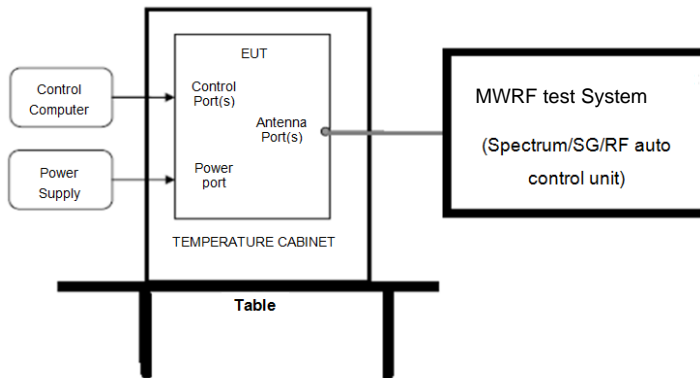 EUT
Control
Computer
Control
Port(s)
Antenna
Port(s)
Power
Supply
Power
port
TEMPERATURE CABINET
Table
MWRF test System
(Spectrum/SG/RF auto
control unit)